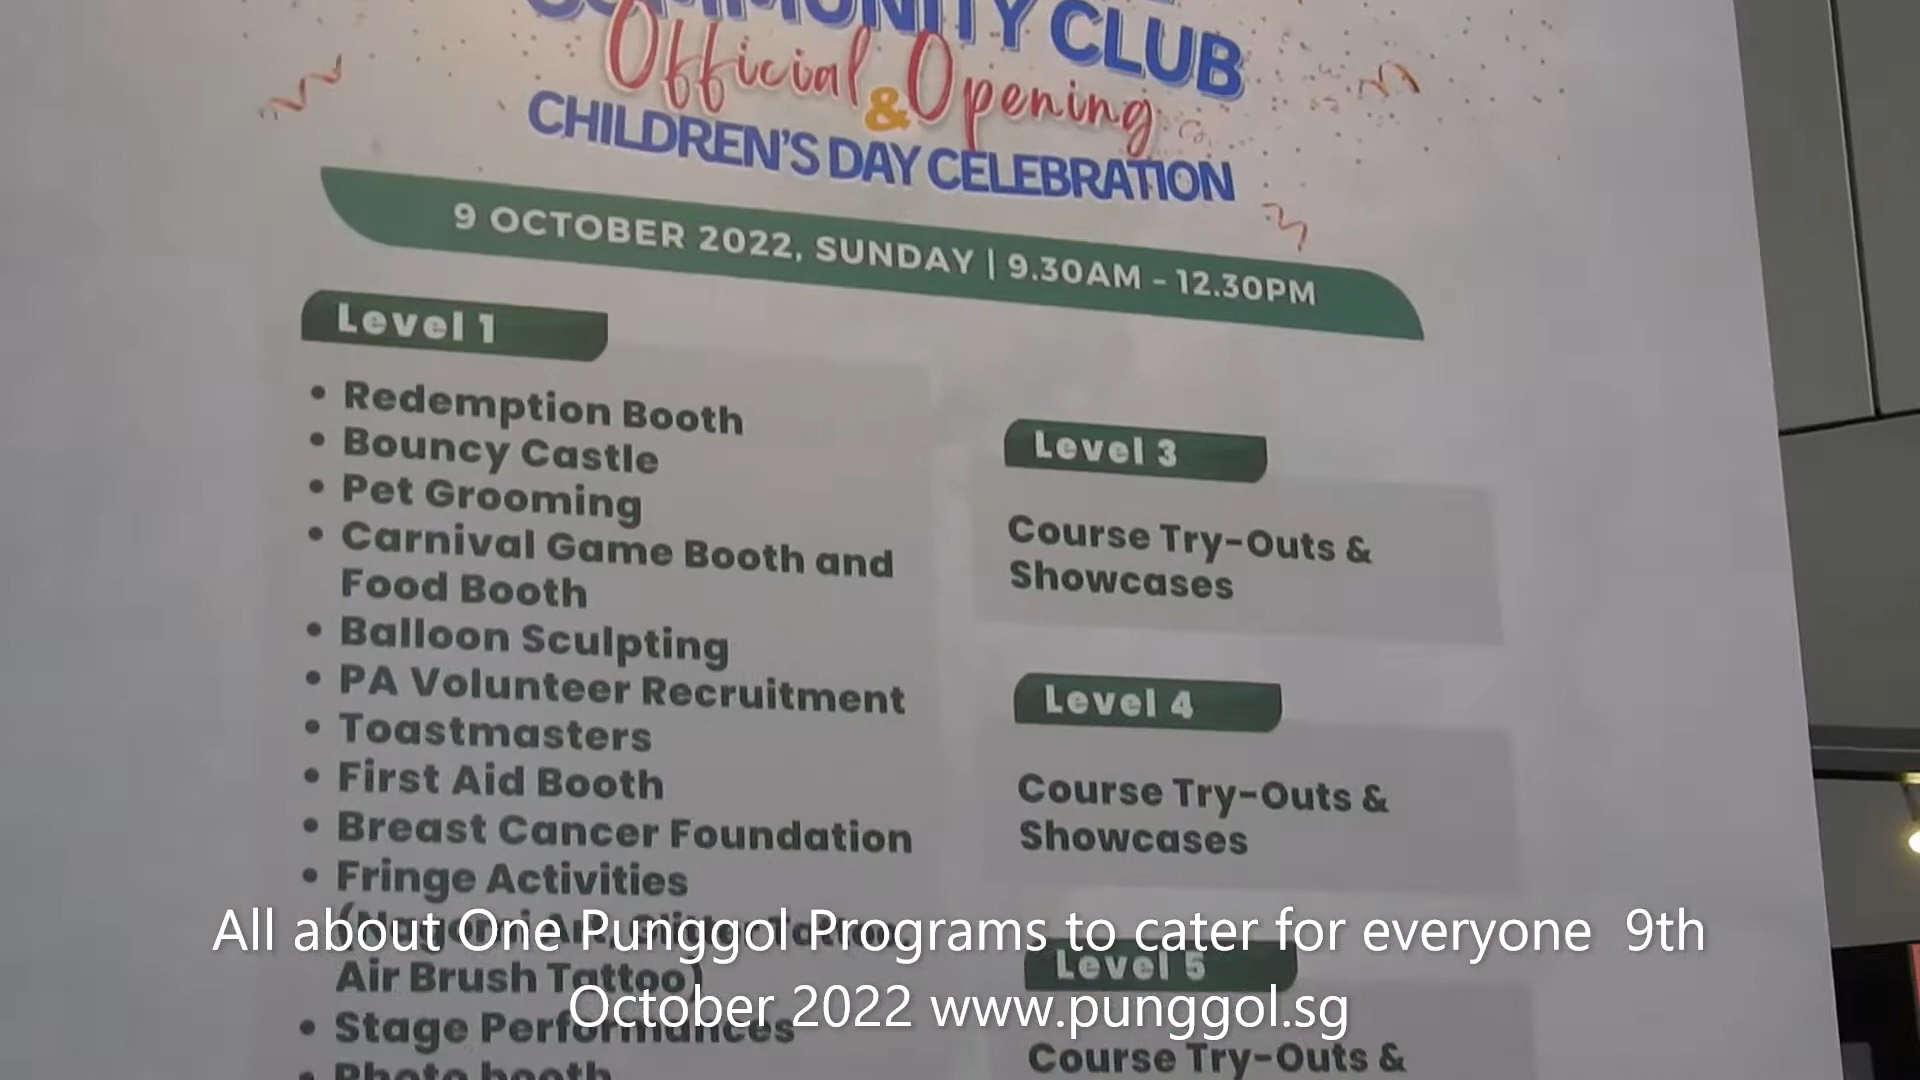 COMMUNITY CLUB
Official Opening
&
CHILDREN'S DAY CELEBRATION
9 OCTOBER 2022, SUNDAY | 9.30AM – 12.30PM
Level 1
• Redemption Booth
• Bouncy Castle
• Pet Grooming
• Carnival Game Booth and
Food Booth
• Balloon Sculpting
• PA Volunteer Recruitment
• Toastmasters
• First Aid Booth
• Breast Cancer Foundation
• Fringe Activities
Air Brush Tattoo)
• Stage Performances
• Photo booth
Level 3
Course Try-Outs &
Showcases
Level 4
Course Try-Outs &
Showcases
Level 5
Course Try-Outs &
All about One Punggol Programs to cater for everyone  9th
October 2022 www.punggol.sg